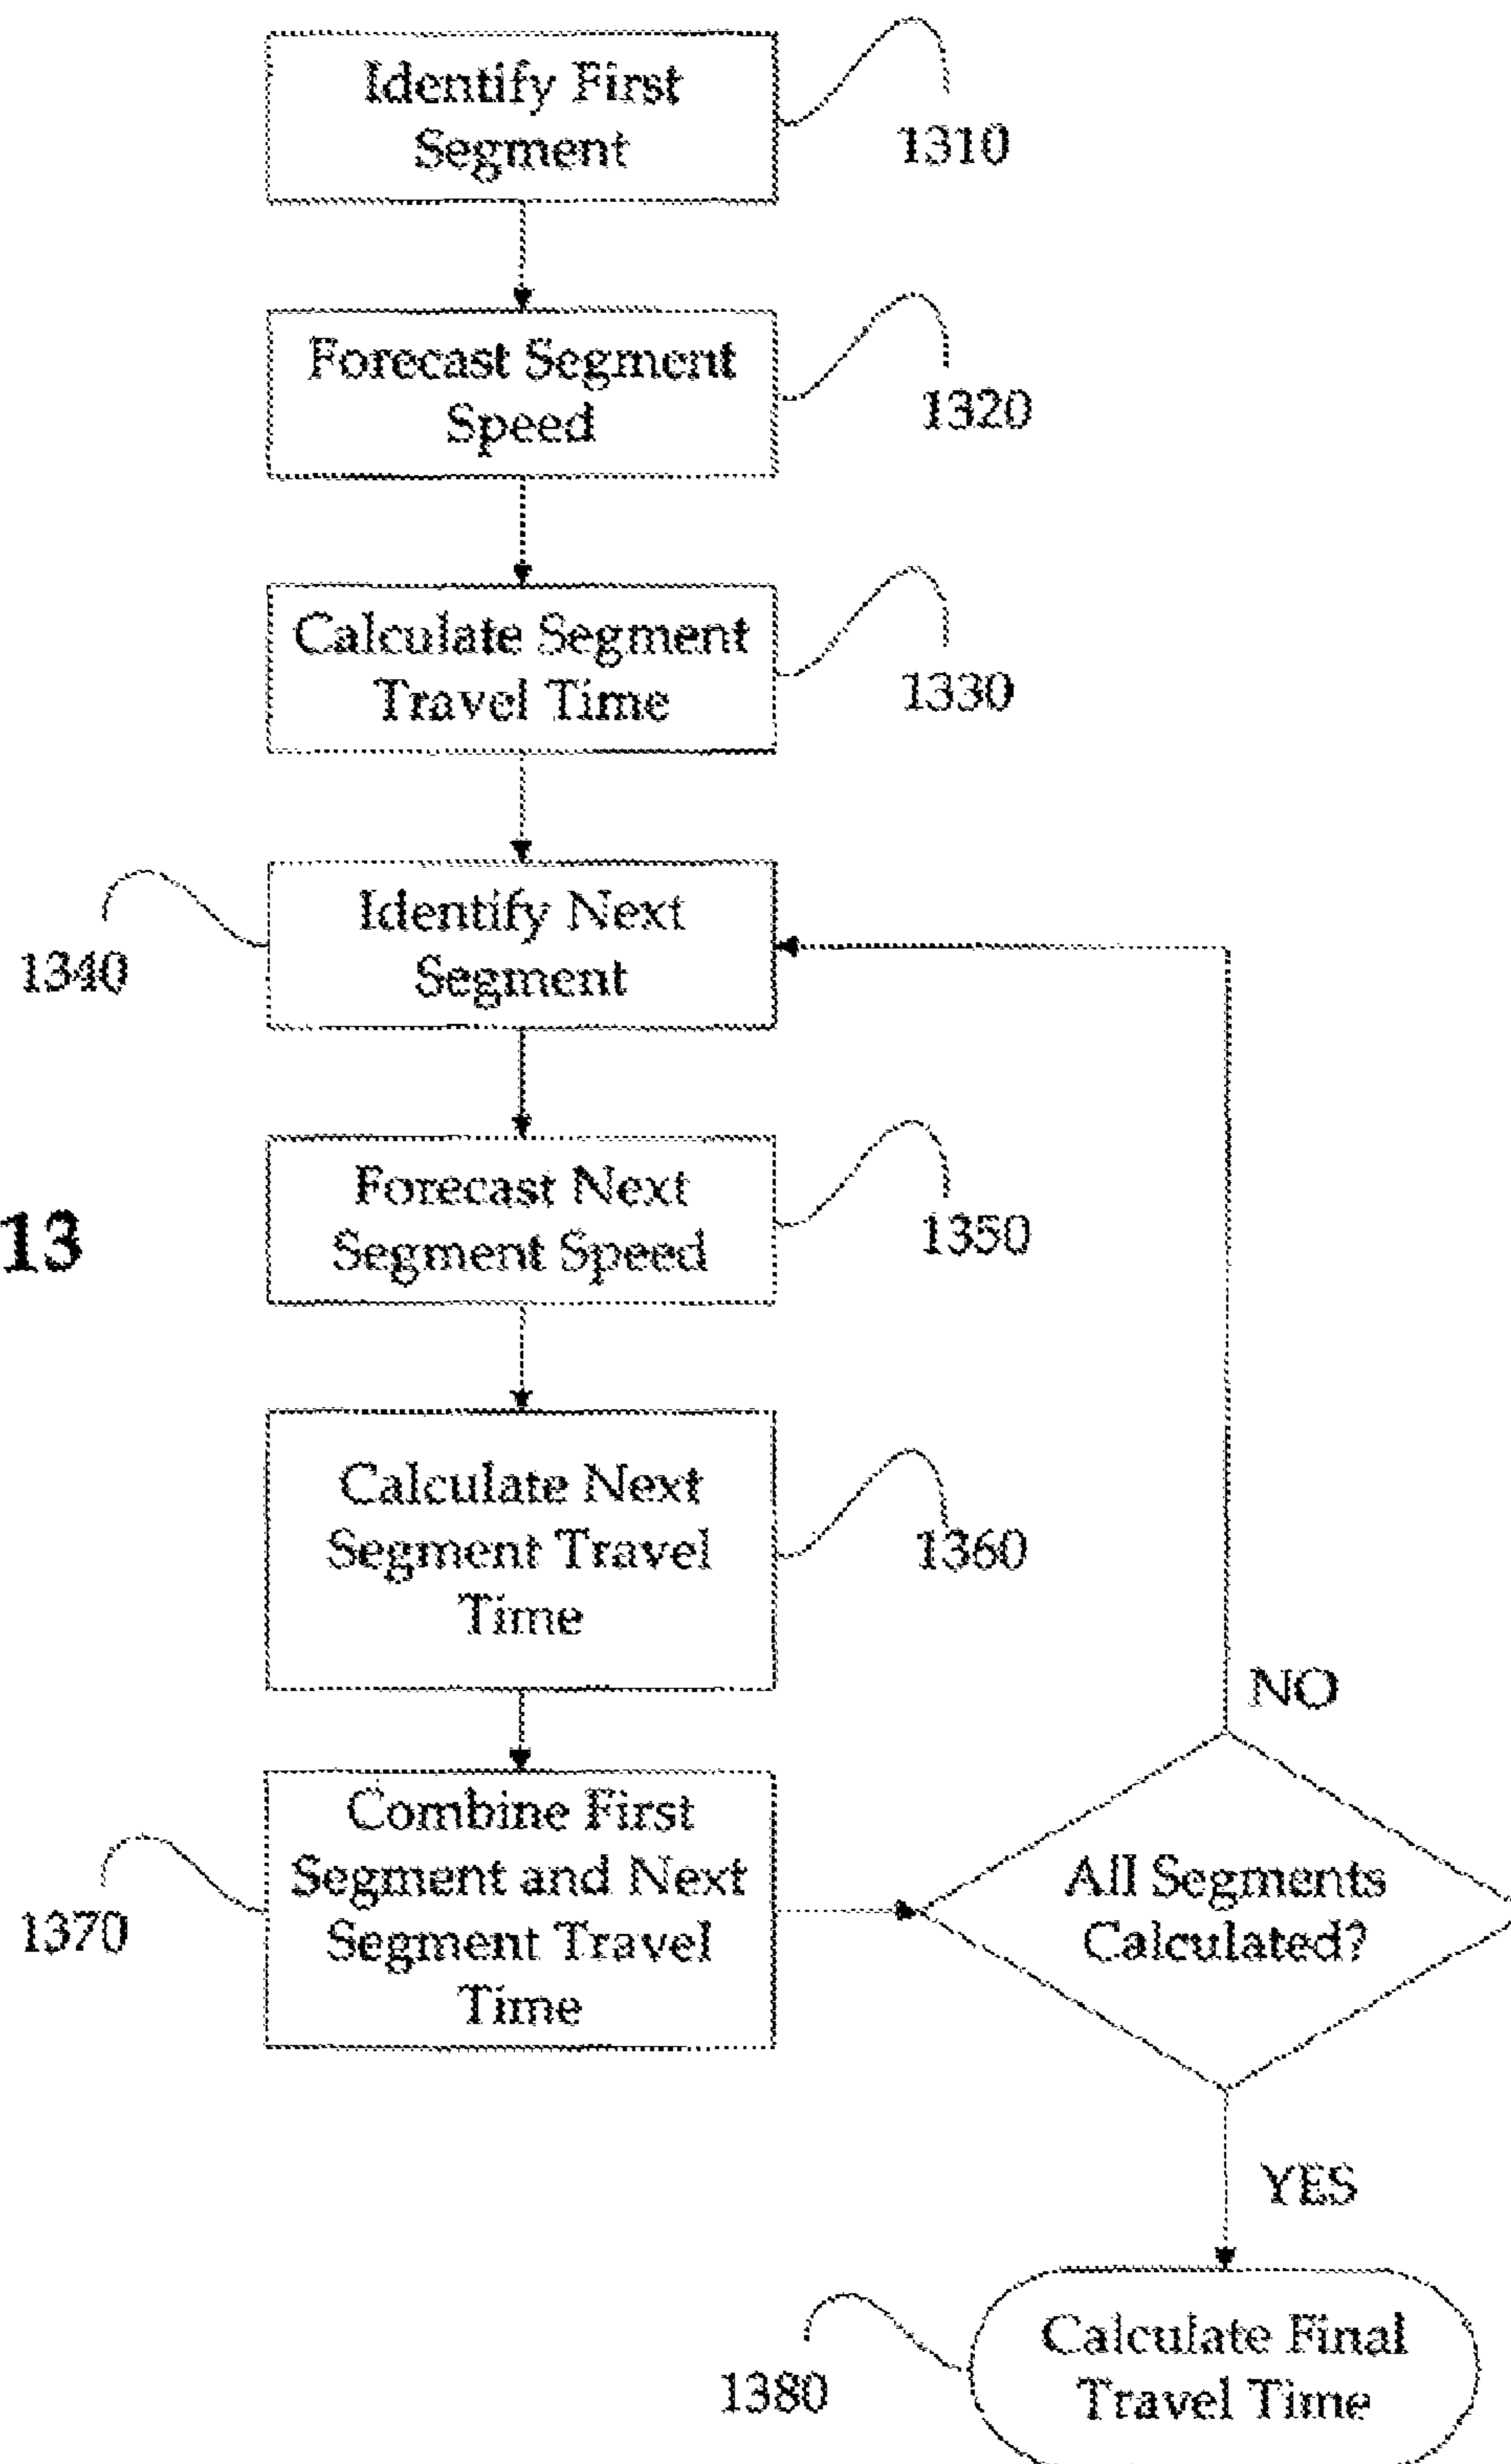 Identify First
Segment
1310
Forecast Segment
Speed
1320
Calculate Segment
Travel Time
1330
Identify Next
Segment
1340
Forecast Next
Segment Speed
1350
13
Calculate Next
Segment Travel
Time
1360
NO
Combine First
Segment and Next
Segment Travel
Time
1370
All Segments
Calculated?
YES
Calculate Final
Travel Time
1380